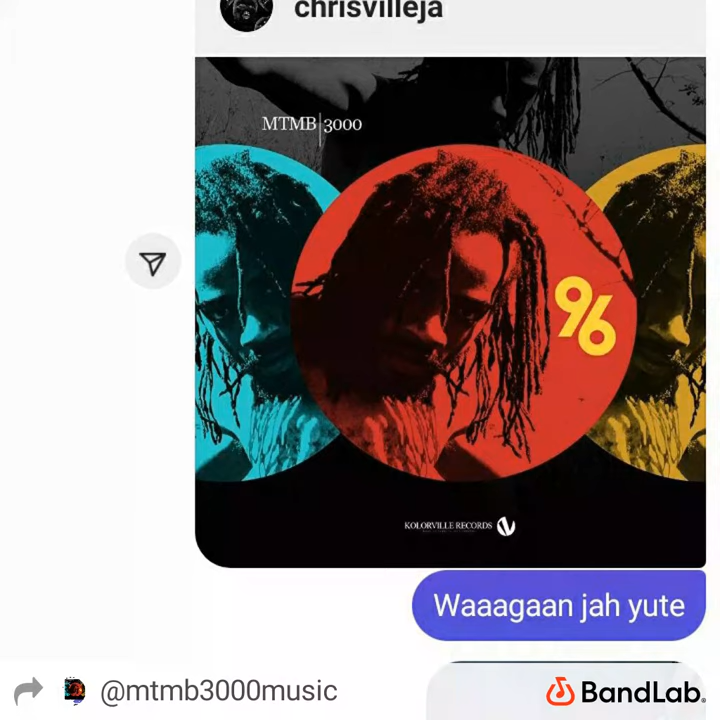 chrisvilleja
MTMB|3000
96
KOLORVILLE RECORDS
Waaagaan jah yute
@mtmb3000music
BandLab